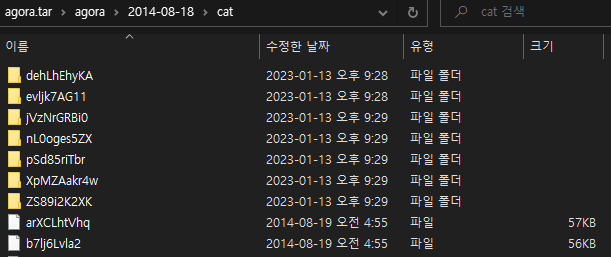 agora.tar > agora > 2014-08-18 > cat cat 검색
이름 수정한 날짜 유형 크기
dehLhEhyKA 2023-01-13 오후 9:28 파일 폴더
evljk7AG11 2023-01-13 오후 9:28 파일 폴더
jVzNrGRBi0 2023-01-13 오후 9:29 파일 폴더
nL0oges5ZX 2023-01-13 오후 9:29 파일 폴더
pSd85riTbr 2023-01-13 오후 9:29 파일 폴더
XpMZAakr4w 2023-01-13 오후 9:29 파일 폴더
ZS89i2K2XK 2023-01-13 오후 9:29 파일 폴더
arXCLhtVhq 2014-08-19 오전 4:55 파일 57KB
b7lj6Lvla2 2014-08-19 오전 4:55 파일 56KB